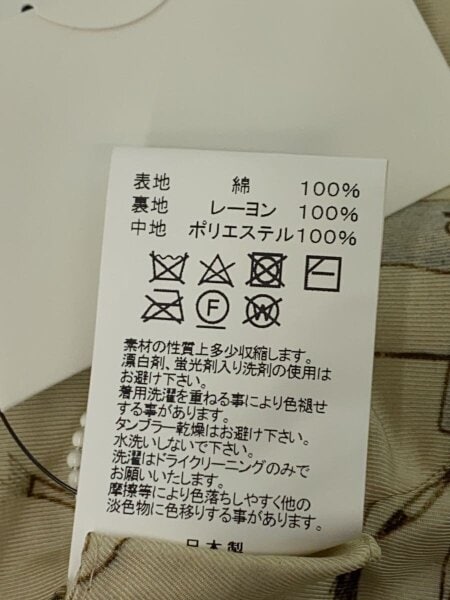 表地 綿 100%
裏地 レーヨン 100%
中地 ポリエステル100%
F W
素材の性質上多少収縮します。
漂白剤、蛍光剤入り洗剤の使用は
お避け下さい。
着用洗濯を重ねる事により色褪せ
する事があります。
タンブラー乾燥はお避け下さい。
水洗いしないで下さい。
洗濯はドライクリーニングのみで
お願いいたします。
摩擦等により色落ちしやすく他の
淡色物に色移りする事があります。
日本製